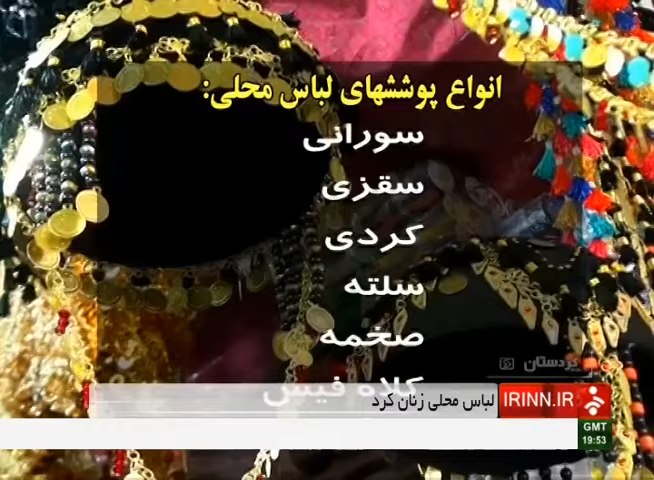 انواع پوششهای لباس محلی:
سورانی
سقزی
کردی
سلته
صخمه
کلاه فیس
کردستان
لباس محلی زنان کرد
IRINN.IR
GMT
19:53